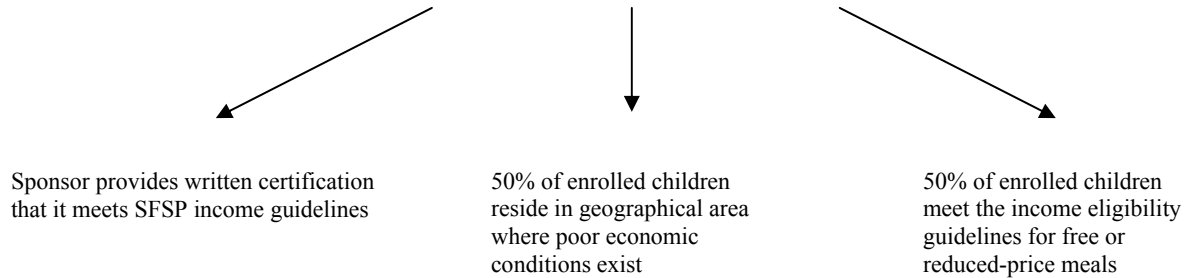 Sponsor provides written certification
that it meets SFSP income guidelines
50% of enrolled children
reside in geographical area
where poor economic
conditions exist
50% of enrolled children
meet the income eligibility
guidelines for free or
reduced-price meals